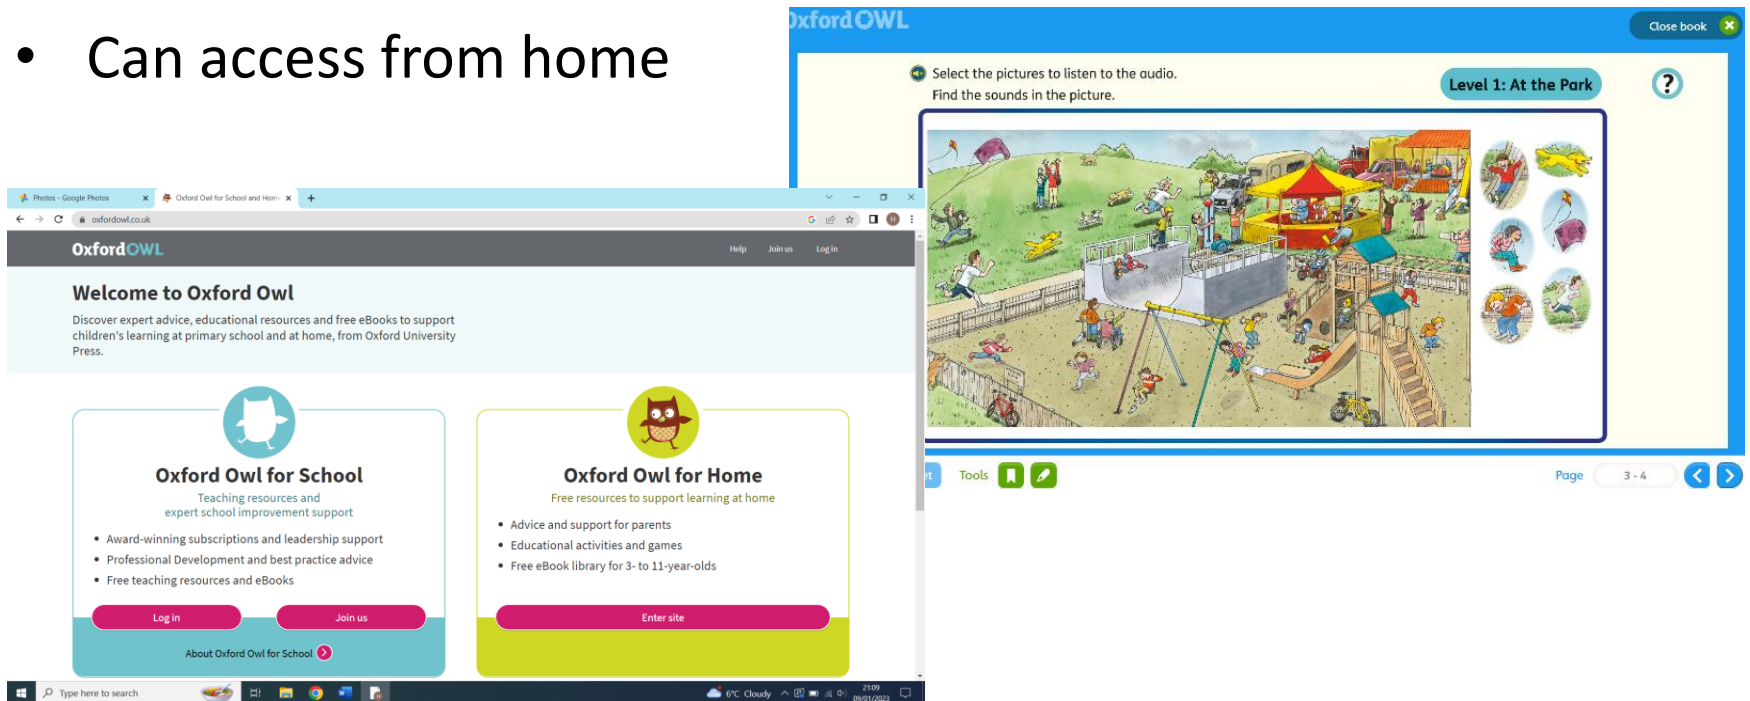 • Can access from home
OxfordOWL
Close book
Select the pictures to listen to the audio.
Find the sounds in the picture.
Level 1: At the Park
?
Tools
Page
3 - 4
Photos - Google Photos
Oxford Owl for School and Hom
oxfordowl.co.uk
OxfordOWL
Help Join us Log in
Welcome to Oxford Owl
Discover expert advice, educational resources and free eBooks to support
children's learning at primary school and at home, from Oxford University
Press.
Oxford Owl for School
Teaching resources and
expert school improvement support
• Award-winning subscriptions and leadership support
• Professional Development and best practice advice
• Free teaching resources and eBooks
Log in
Join us
About Oxford Owl for School
Oxford Owl for Home
Free resources to support learning at home
• Advice and support for parents
• Educational activities and games
• Free eBook library for 3- to 11-year-olds
Enter site
Type here to search
6°C Cloudy
21:09
09/01/2023